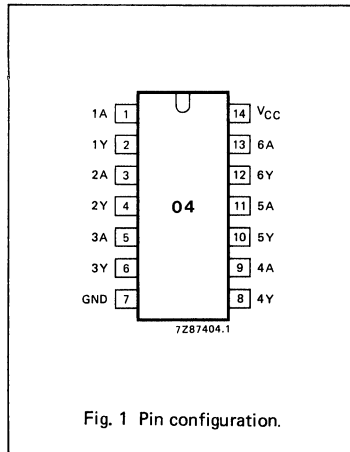 1A 1 14 VCC
1Y 2 13 6A
2A 3 12 6Y
2Y 4 04 11 5A
3A 5 10 5Y
3Y 6 9 4A
GND 7 8 4Y
7Z87404.1
Fig. 1 Pin configuration.